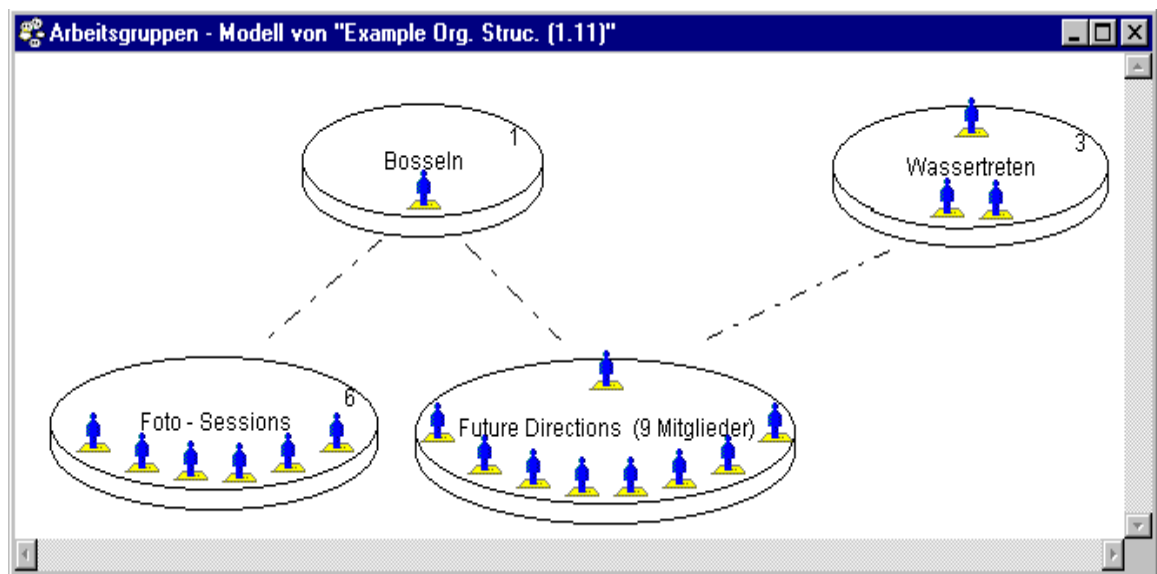 Arbeitsgruppen - Modell von "Example Org. Struc. (1.11)"
1
Bosseln
3
Wassertreten
6
Foto - Sessions
Future Directions (9 Mitglieder)